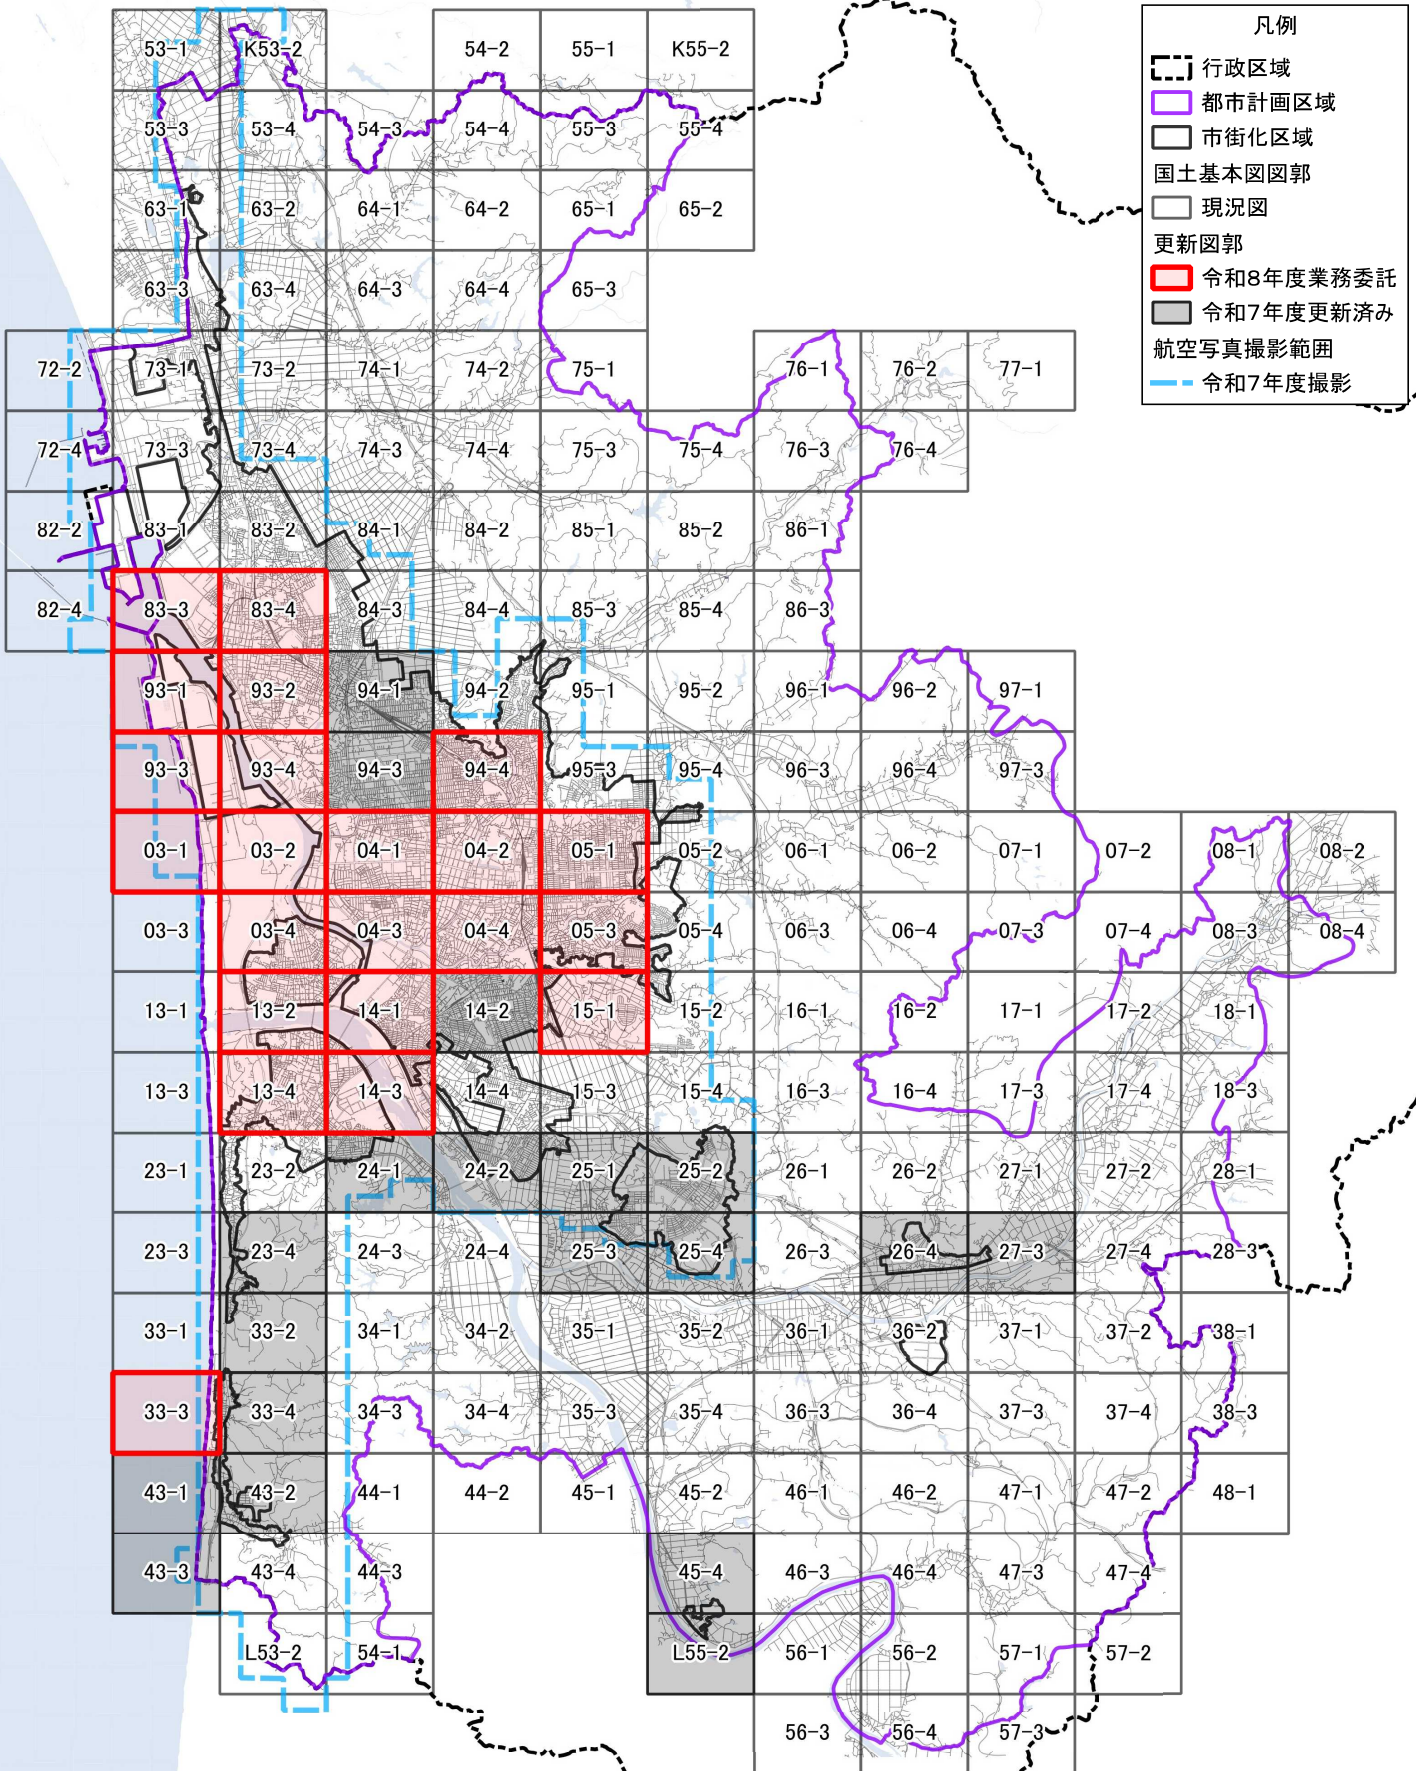 凡例
行政区域
都市計画区域
市街化区域
国土基本図図郭
現況図
更新図郭
令和8年度業務委託
令和7年度更新済み
航空写真撮影範囲
令和7年度撮影
53-1 K53-2 54-2 55-1 K55-2
53-3 53-4 54-3 54-4 55-3 55-4
63-1 63-2 64-1 64-2 65-1 65-2
63-3 63-4 64-3 64-4 65-3
72-2 73-1 73-2 74-1 74-2 75-1 76-1 76-2 77-1
72-4 73-3 73-4 74-3 74-4 75-3 75-4 76-3 76-4
82-2 83-1 83-2 84-1 84-2 85-1 85-2 86-1
82-4 83-3 83-4 84-3 84-4 85-3 85-4 86-3
93-1 93-2 94-1 94-2 95-1 95-2 96-1 96-2 97-1
93-3 93-4 94-3 94-4 95-3 95-4 96-3 96-4 97-3
03-1 03-2 04-1 04-2 05-1 05-2 06-1 06-2 07-1 07-2 08-1 08-2
03-3 03-4 04-3 04-4 05-3 05-4 06-3 06-4 07-3 07-4 08-3 08-4
13-1 13-2 14-1 14-2 15-1 15-2 16-1 16-2 17-1 17-2 18-1
13-3 13-4 14-3 14-4 15-3 15-4 16-3 16-4 17-3 17-4 18-3
23-1 23-2 24-1 24-2 25-1 25-2 26-1 26-2 27-1 27-2 28-1
23-3 23-4 24-3 24-4 25-3 25-4 26-3 26-4 27-3 27-4 28-3
33-1 33-2 34-1 34-2 35-1 35-2 36-1 36-2 37-1 37-2 38-1
33-3 33-4 34-3 34-4 35-3 35-4 36-3 36-4 37-3 37-4 38-3
43-1 43-2 44-1 44-2 45-1 45-2 46-1 46-2 47-1 47-2 48-1
43-3 43-4 44-3 45-4 46-3 46-4 47-3 47-4
L53-2 54-1 L55-2 56-1 56-2 57-1 57-2
56-3 56-4 57-3